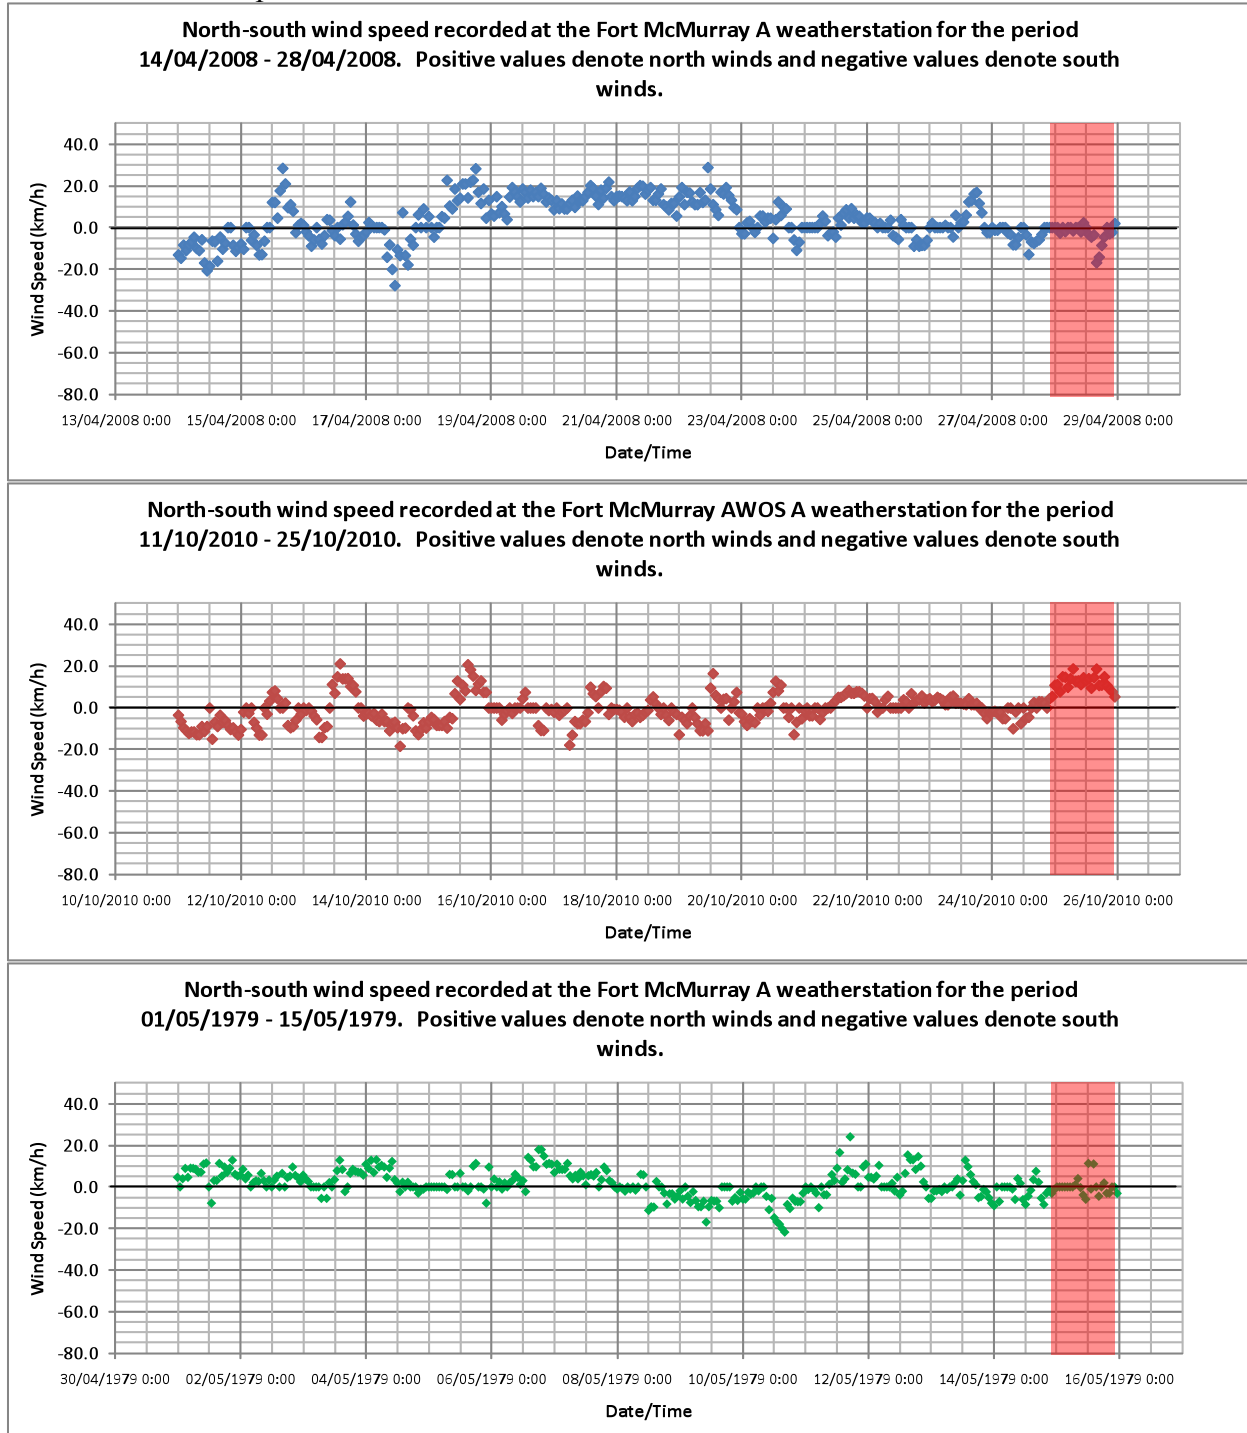 North-south wind speed recorded at the Fort McMurray A weatherstation for the period
14/04/2008 - 28/04/2008. Positive values denote north winds and negative values denote south
winds.
40.0
20.0
0.0
-20.0
-40.0
-60.0
-80.0
Wind Speed (km/h)
13/04/2008 0:00 15/04/2008 0:00 17/04/2008 0:00 19/04/2008 0:00 21/04/2008 0:00 23/04/2008 0:00 25/04/2008 0:00 27/04/2008 0:00 29/04/2008 0:00
Date/Time
North-south wind speed recorded at the Fort McMurray AWOS A weatherstation for the period
11/10/2010 - 25/10/2010. Positive values denote north winds and negative values denote south
winds.
40.0
20.0
0.0
-20.0
-40.0
-60.0
-80.0
Wind Speed (km/h)
10/10/2010 0:00 12/10/2010 0:00 14/10/2010 0:00 16/10/2010 0:00 18/10/2010 0:00 20/10/2010 0:00 22/10/2010 0:00 24/10/2010 0:00 26/10/2010 0:00
Date/Time
North-south wind speed recorded at the Fort McMurray A weatherstation for the period
01/05/1979 - 15/05/1979. Positive values denote north winds and negative values denote south
winds.
40.0
20.0
0.0
-20.0
-40.0
-60.0
-80.0
Wind Speed (km/h)
30/04/1979 0:00 02/05/1979 0:00 04/05/1979 0:00 06/05/1979 0:00 08/05/1979 0:00 10/05/1979 0:00 12/05/1979 0:00 14/05/1979 0:00 16/05/1979 0:00
Date/Time